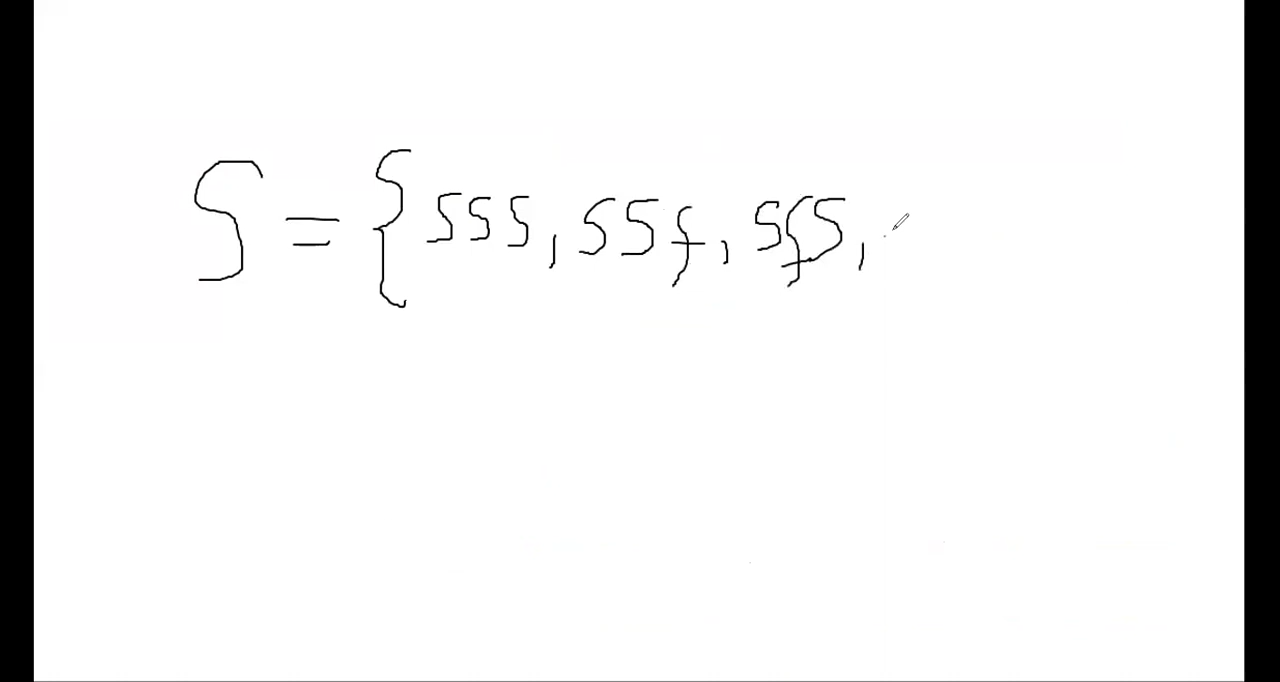 S = { sss, ssf, sfs,